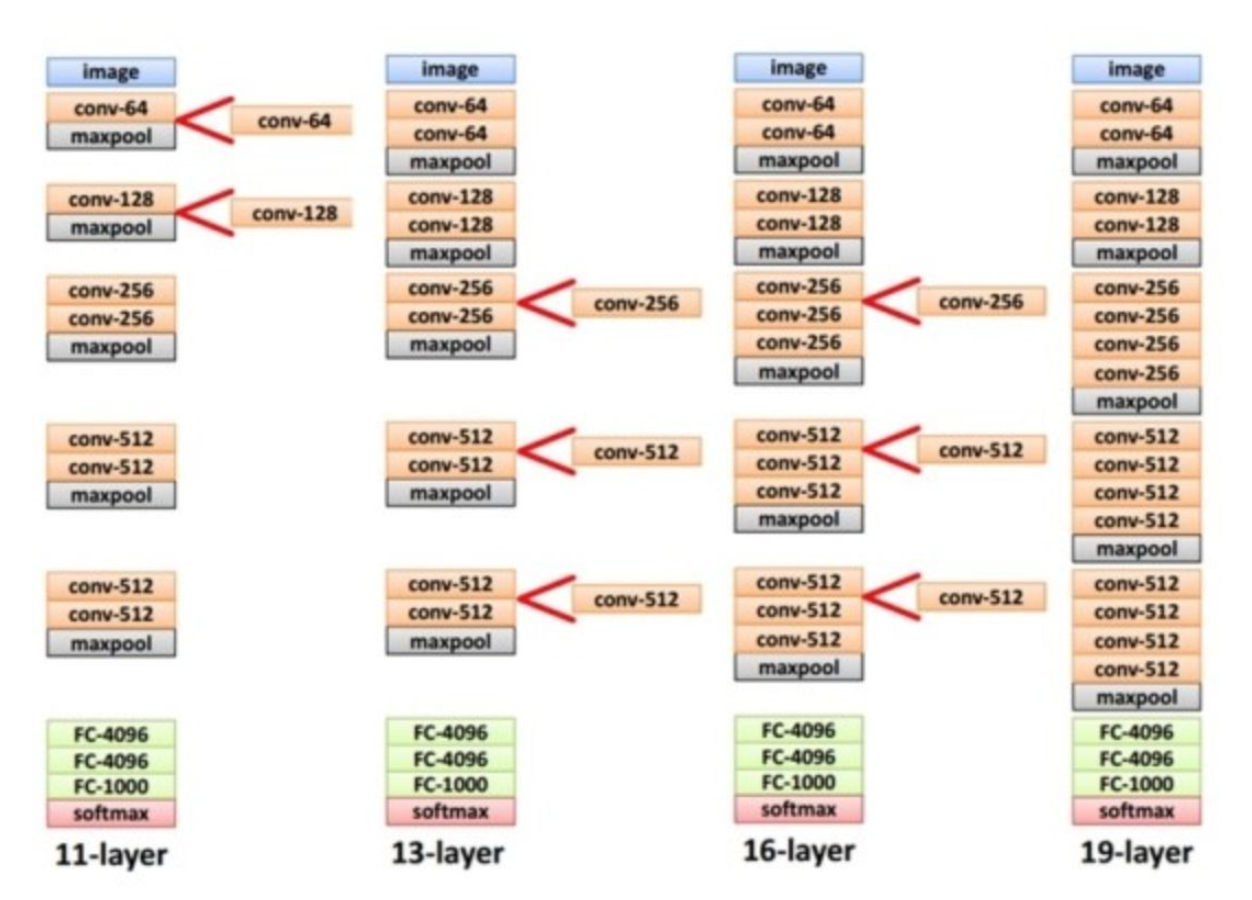 image
conv-64
maxpool
conv-64
conv-128
maxpool
conv-128
conv-256
conv-256
maxpool
conv-512
conv-512
maxpool
conv-512
conv-512
maxpool
FC-4096
FC-4096
FC-1000
softmax
11-layer
image
conv-64
conv-64
maxpool
conv-128
conv-128
maxpool
conv-256
conv-256
maxpool
conv-256
conv-512
conv-512
maxpool
conv-512
conv-512
conv-512
maxpool
conv-512
FC-4096
FC-4096
FC-1000
softmax
13-layer
image
conv-64
conv-64
maxpool
conv-128
conv-128
maxpool
conv-256
conv-256
conv-256
maxpool
conv-256
conv-512
conv-512
conv-512
maxpool
conv-512
conv-512
conv-512
conv-512
maxpool
conv-512
FC-4096
FC-4096
FC-1000
softmax
16-layer
image
conv-64
conv-64
maxpool
conv-128
conv-128
maxpool
conv-256
conv-256
conv-256
conv-256
maxpool
conv-512
conv-512
conv-512
conv-512
maxpool
conv-512
conv-512
conv-512
conv-512
maxpool
FC-4096
FC-4096
FC-1000
softmax
19-layer